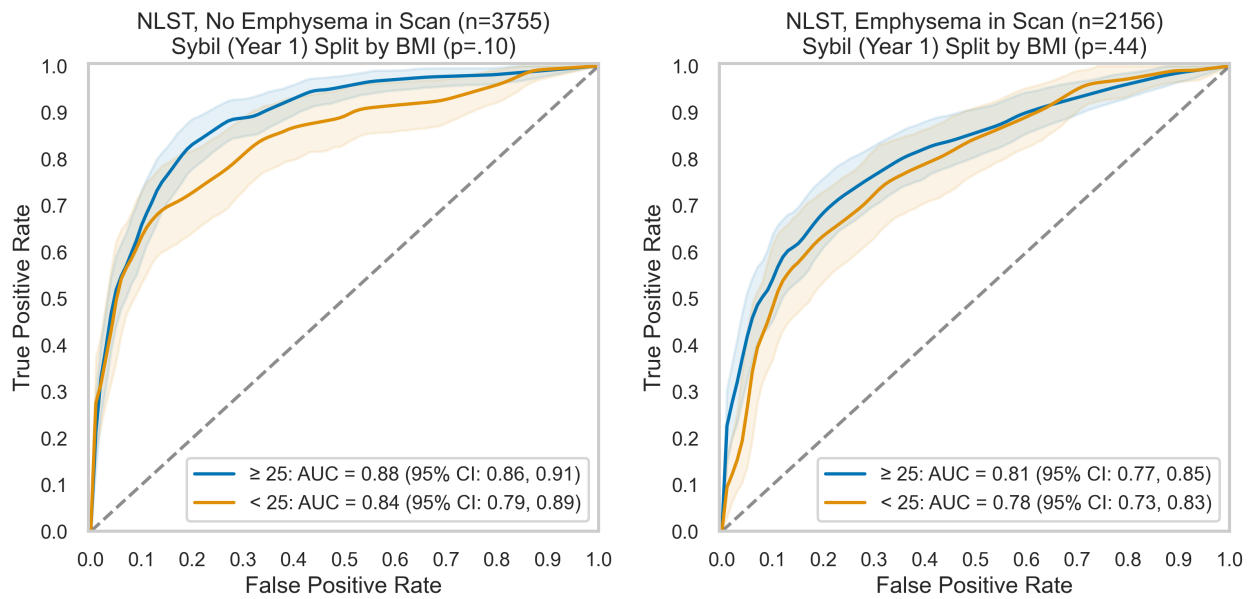 NLST, No Emphysema in Scan (n=3755)
Sybil (Year 1) Split by BMI (p=.10)
1.0
0.9
0.8
0.7
0.6
0.5
0.4
0.3
0.2
0.1
0.0
True Positive Rate
≥ 25: AUC = 0.88 (95% CI: 0.86, 0.91)
< 25: AUC = 0.84 (95% CI: 0.79, 0.89)
0.0 0.1 0.2 0.3 0.4 0.5 0.6 0.7 0.8 0.9 1.0
False Positive Rate
NLST, Emphysema in Scan (n=2156)
Sybil (Year 1) Split by BMI (p=.44)
1.0
0.9
0.8
0.7
0.6
0.5
0.4
0.3
0.2
0.1
0.0
True Positive Rate
≥ 25: AUC = 0.81 (95% CI: 0.77, 0.85)
< 25: AUC = 0.78 (95% CI: 0.73, 0.83)
0.0 0.1 0.2 0.3 0.4 0.5 0.6 0.7 0.8 0.9 1.0
False Positive Rate